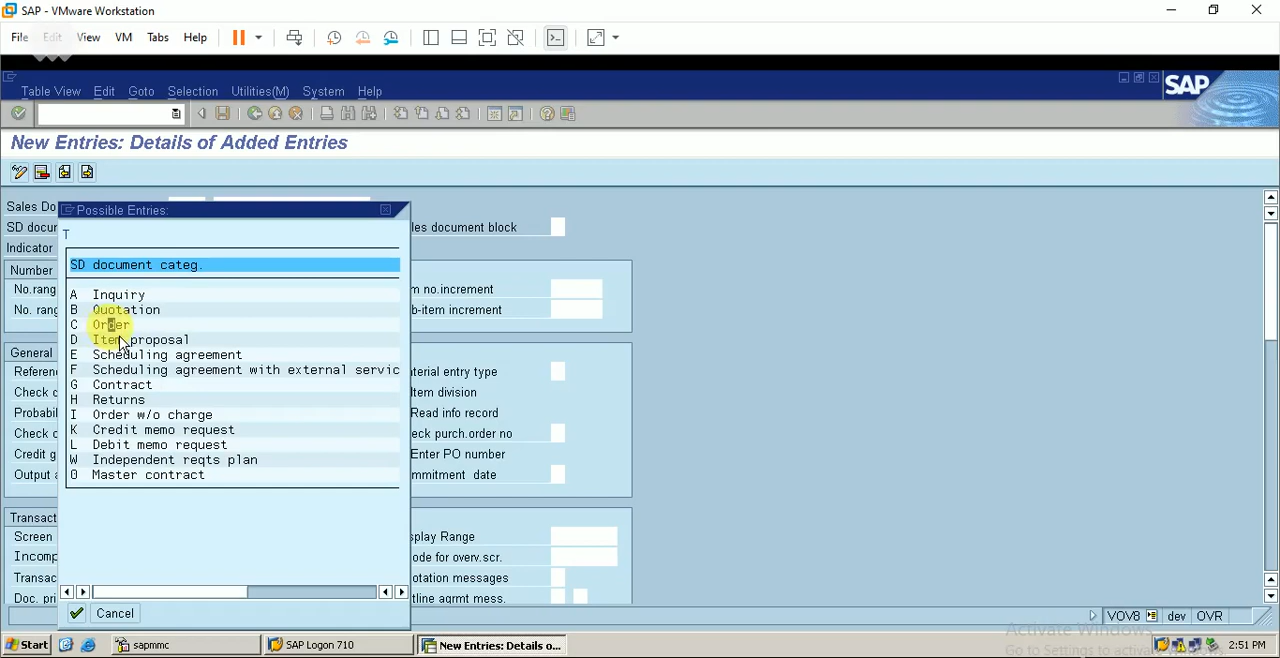 SAP - VMware Workstation
File Edit View VM Tabs Help
Table View Edit Goto Selection Utilities(M) System Help
SAP
New Entries: Details of Added Entries
Sales Do
SD docur
les document block
Indicator
Possible Entries:
T
SD document categ.
A Inquiry
B Quotation
C Order
D Item proposal
E Scheduling agreement
F Scheduling agreement with external servic
G Contract
H Returns
I Order w/o charge
K Credit memo request
L Debit memo request
W Independent reqts plan
0 Master contract
Cancel
Number
No.rang
m no.increment
No. rang
b-item increment
General
Referen
aterial entry type
Check d
Item division
Probabil
Read info record
Check c
eck purch.order no
Credit g
Enter PO number
Output a
mmitment date
Transact
Screen
splay Range
Incomp
ode for overv.scr.
Transac
otation messages
Doc. pri
tline agrmt mess.
VOV8 dev OVR
Activate Windows
Go to Settings to activate Windows.
Start sapmmc SAP Logon 710 New Entries: Details o... 2:51 PM